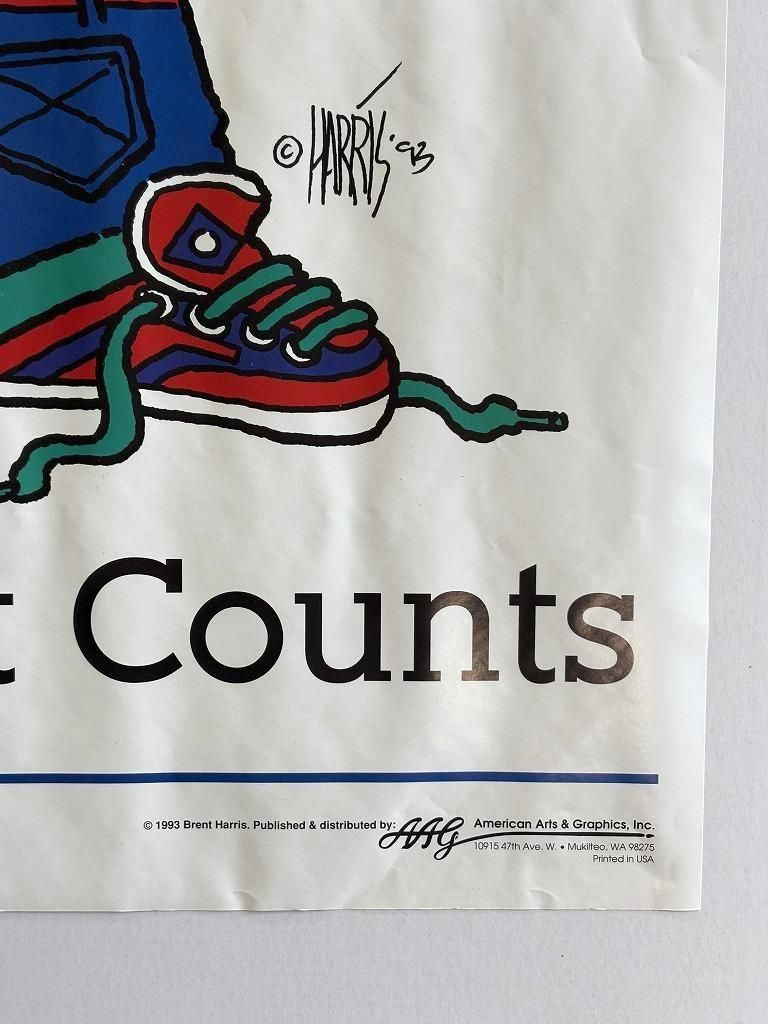 © HARRIS '93
t Counts
© 1993 Brent Harris. Published & distributed by: AAG American Arts & Graphics, Inc.
10915 47th Ave. W. • Mukilteo, WA 98275
Printed in USA